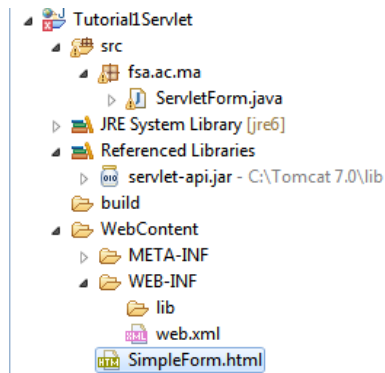 Tutorial1Servlet
src
fsa.ac.ma
ServletForm.java
JRE System Library [jre6]
Referenced Libraries
servlet-api.jar - C:\Tomcat 7.0\lib
build
WebContent
META-INF
WEB-INF
lib
web.xml
SimpleForm.html